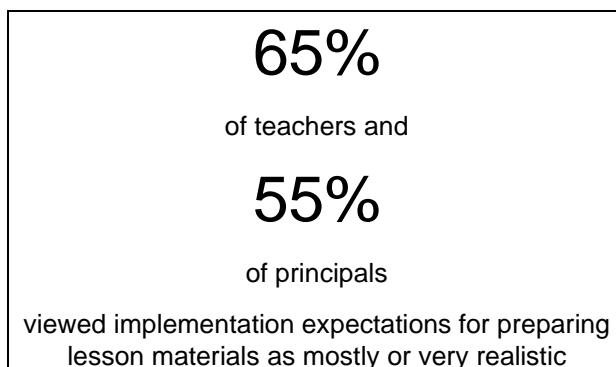 65%
of teachers and
55%
of principals
viewed implementation expectations for preparing
lesson materials as mostly or very realistic